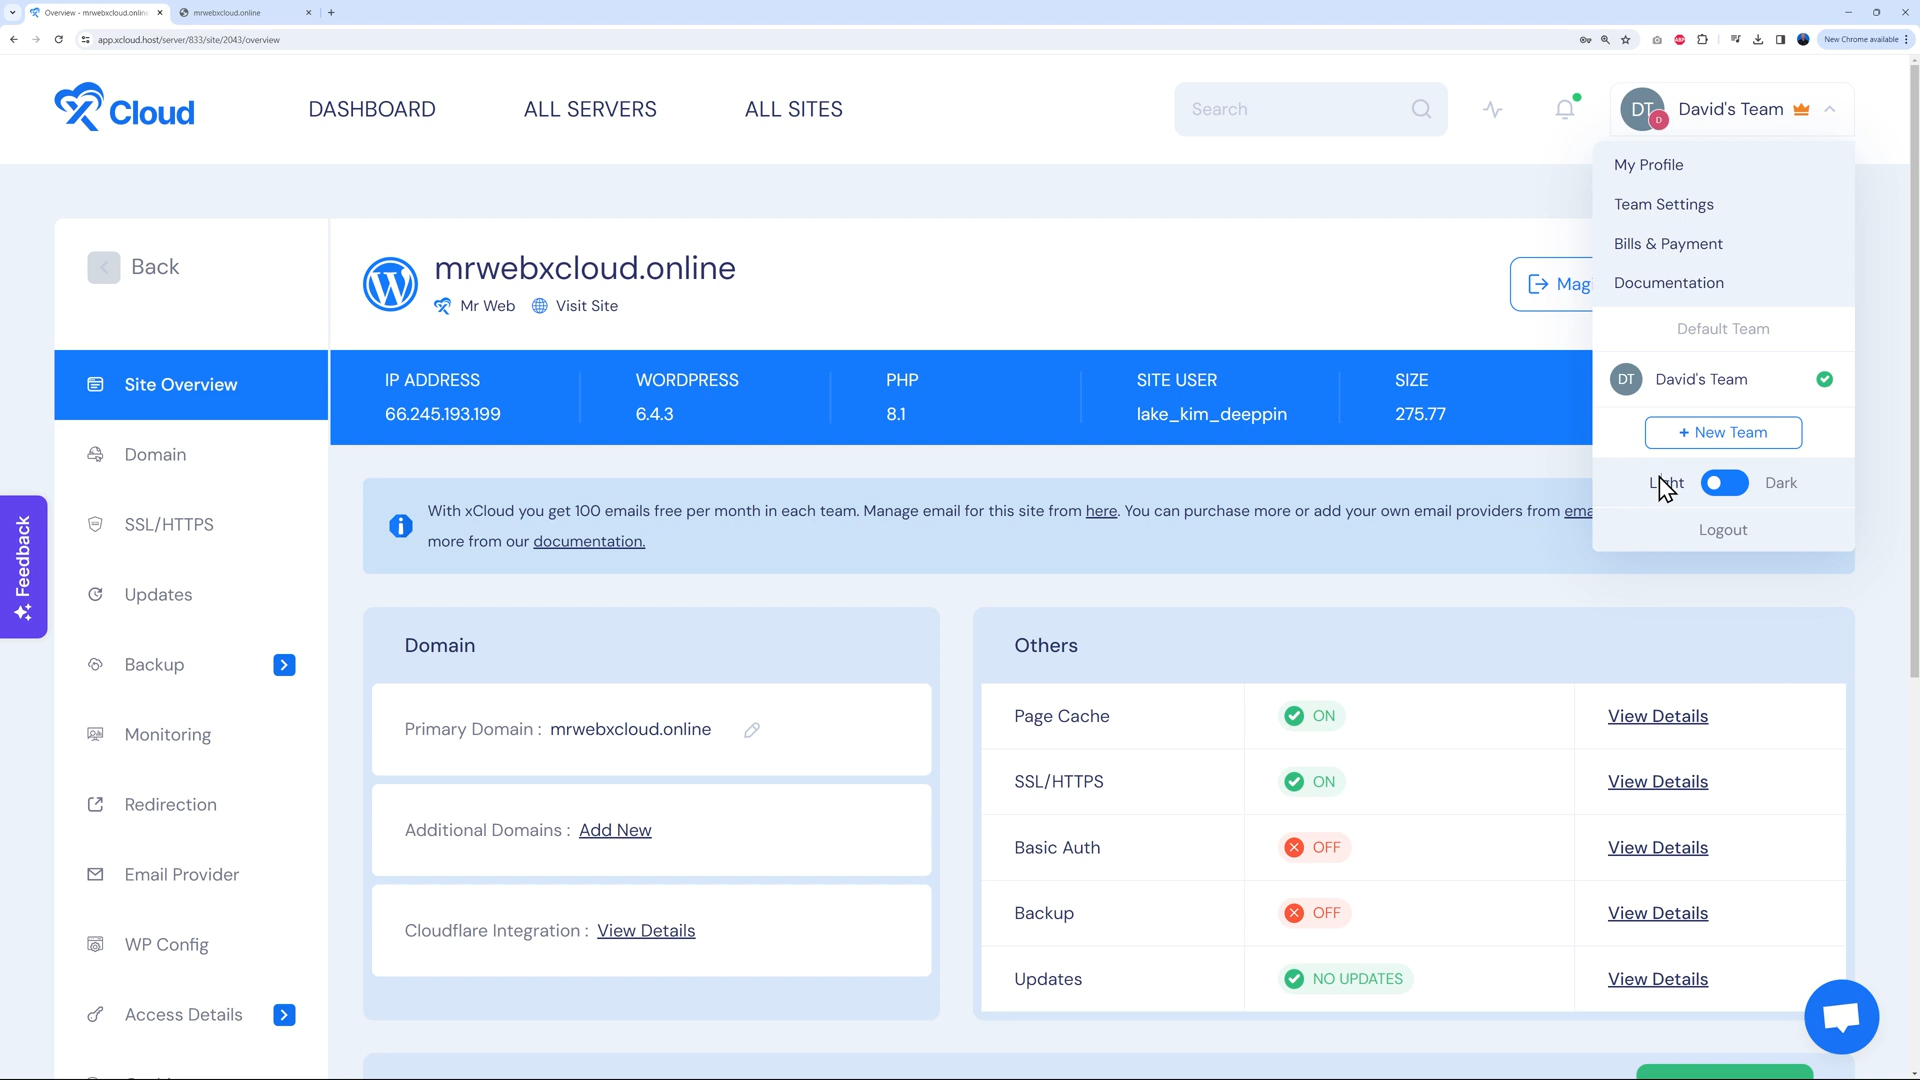 Overview - mrwebxcloud.online
mrwebxcloud.online
app.xcloud.host/server/833/site/2043/overview
ABP
New Chrome available
Cloud
DASHBOARD
ALL SERVERS
ALL SITES
Search
DT
D
David's Team
My Profile
Team Settings
Bills & Payment
Documentation
Default Team
DT
David's Team
+ New Team
Light
Dark
Logout
Back
mrwebxcloud.online
Mr Web
Visit Site
Mag
Site Overview
Domain
SSL/HTTPS
Updates
Backup
Monitoring
Redirection
Email Provider
WP Config
Access Details
Feedback
IP ADDRESS
66.245.193.199
WORDPRESS
6.4.3
PHP
8.1
SITE USER
lake_kim_deeppin
SIZE
275.77
With xCloud you get 100 emails free per month in each team. Manage email for this site from here. You can purchase more or add your own email providers from ema
more from our documentation.
Domain
Primary Domain : mrwebxcloud.online
Additional Domains : Add New
Cloudflare Integration : View Details
Others
Page Cache
ON
View Details
SSL/HTTPS
ON
View Details
Basic Auth
OFF
View Details
Backup
OFF
View Details
Updates
NO UPDATES
View Details